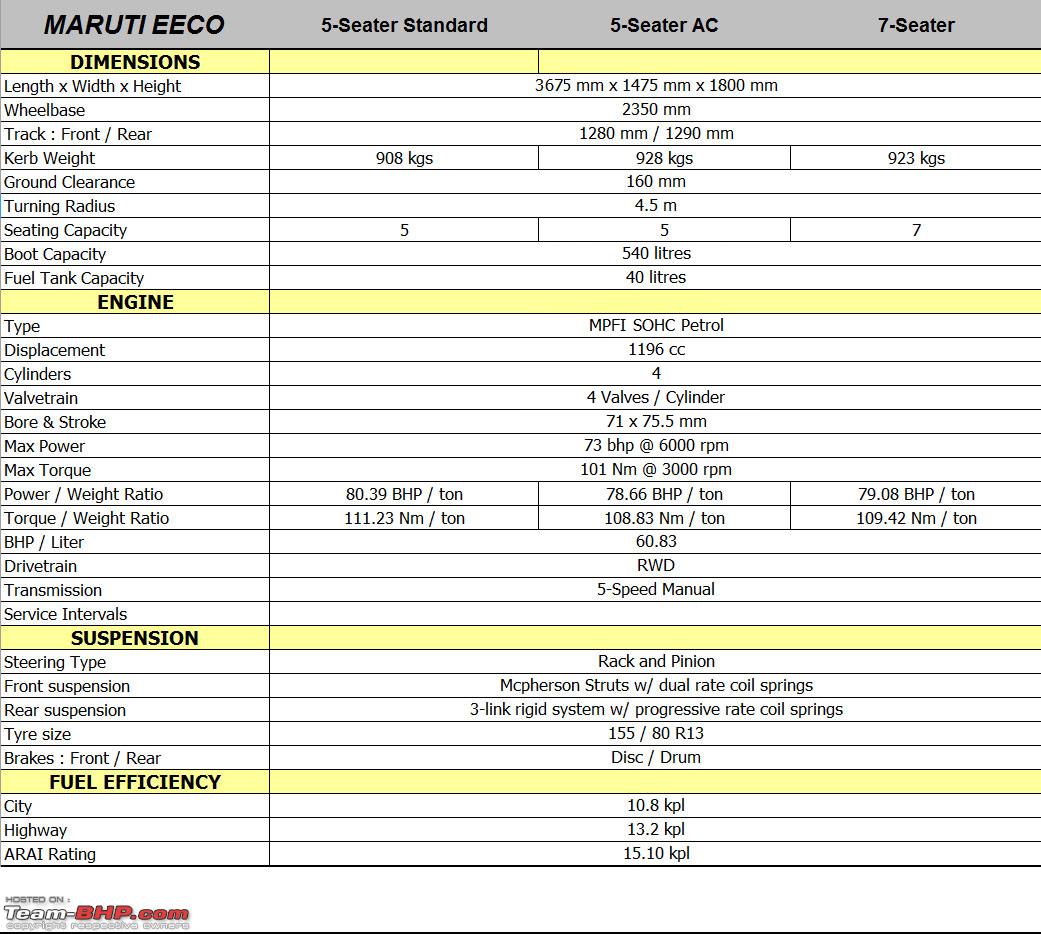 MARUTI EECO 5-Seater Standard 5-Seater AC 7-Seater
DIMENSIONS
Length x Width x Height 3675 mm x 1475 mm x 1800 mm
Wheelbase 2350 mm
Track : Front / Rear 1280 mm / 1290 mm
Kerb Weight 908 kgs 928 kgs 923 kgs
Ground Clearance 160 mm
Turning Radius 4.5 m
Seating Capacity 5 5 7
Boot Capacity 540 litres
Fuel Tank Capacity 40 litres
ENGINE
Type MPFI SOHC Petrol
Displacement 1196 cc
Cylinders 4
Valvetrain 4 Valves / Cylinder
Bore & Stroke 71 x 75.5 mm
Max Power 73 bhp @ 6000 rpm
Max Torque 101 Nm @ 3000 rpm
Power / Weight Ratio 80.39 BHP / ton 78.66 BHP / ton 79.08 BHP / ton
Torque / Weight Ratio 111.23 Nm / ton 108.83 Nm / ton 109.42 Nm / ton
BHP / Liter 60.83
Drivetrain RWD
Transmission 5-Speed Manual
Service Intervals
SUSPENSION
Steering Type Rack and Pinion
Front suspension Mcpherson Struts w/ dual rate coil springs
Rear suspension 3-link rigid system w/ progressive rate coil springs
Tyre size 155 / 80 R13
Brakes : Front / Rear Disc / Drum
FUEL EFFICIENCY
City 10.8 kpl
Highway 13.2 kpl
ARAI Rating 15.10 kpl
HOSTED ON :
Team-BHP.com
copyright respective owners